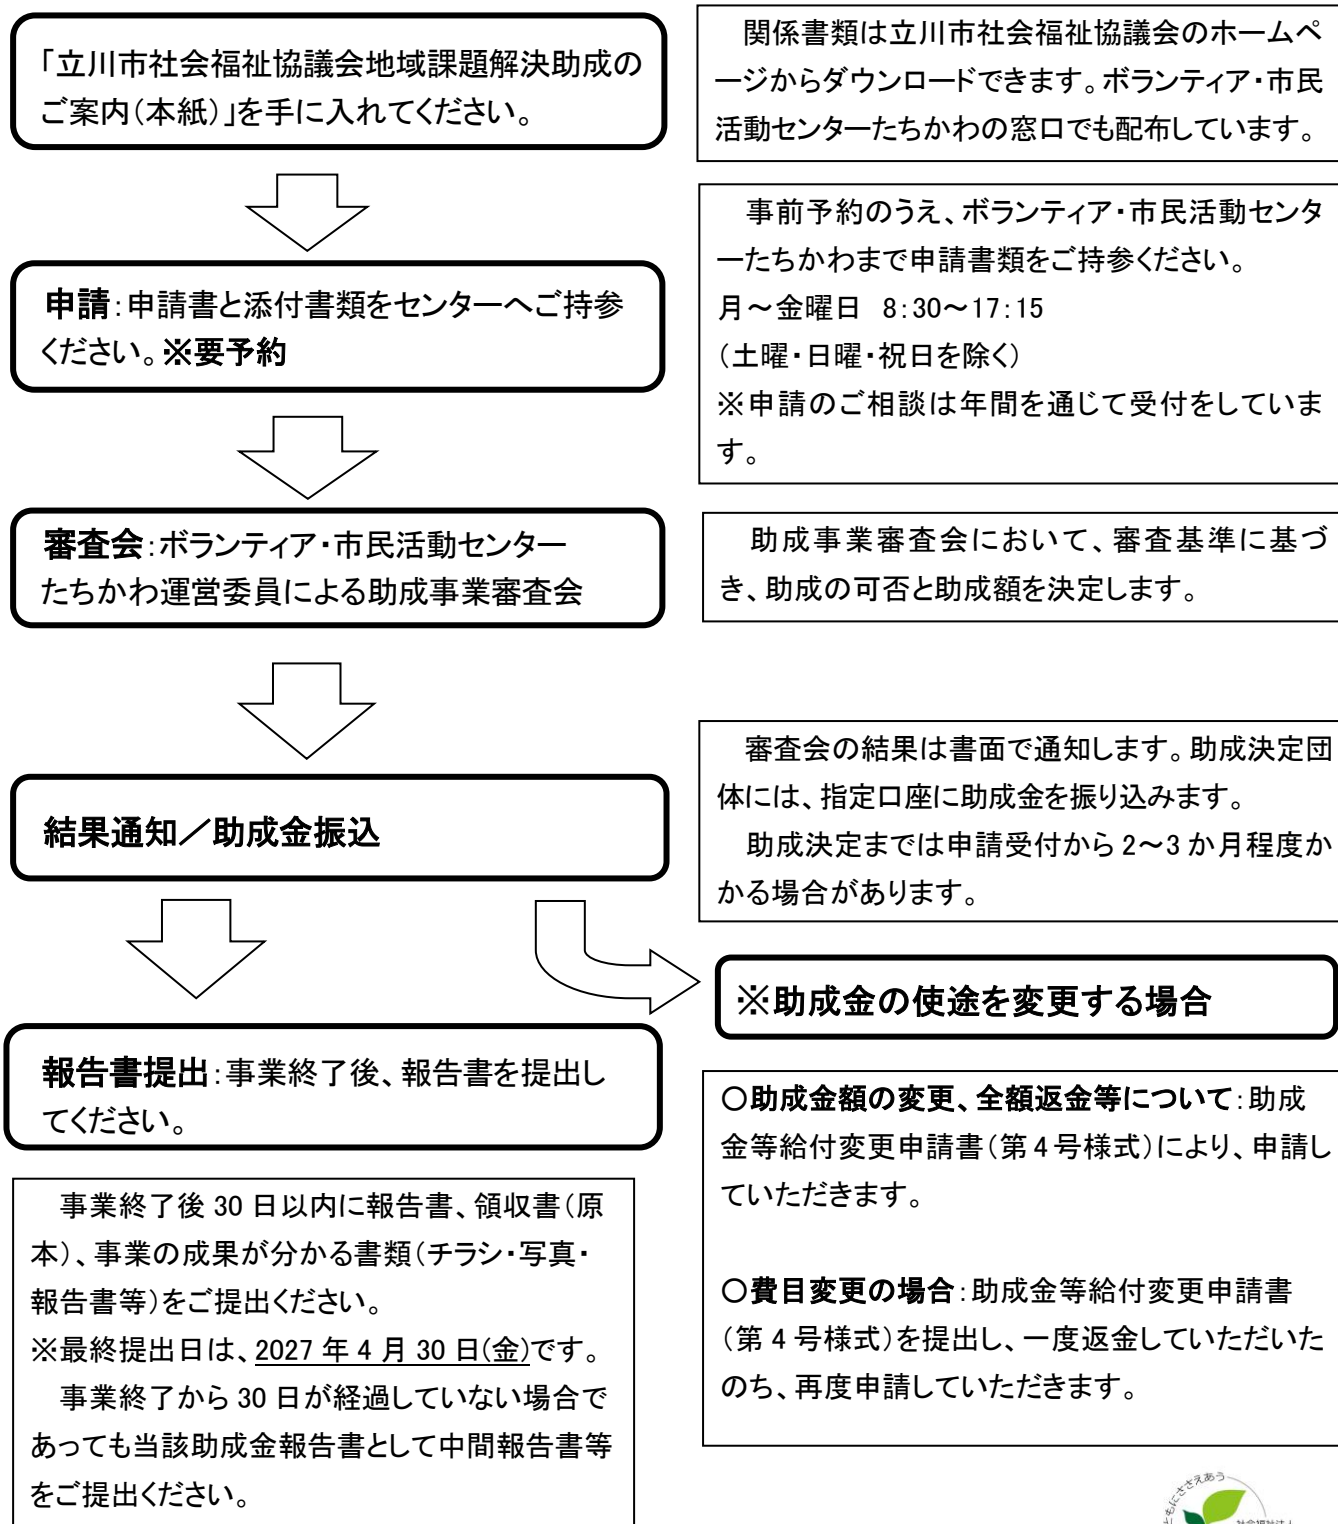 「立川市社会福祉協議会地域課題解決助成の
ご案内（本紙）」を手に入れてください。
関係書類は立川市社会福祉協議会のホームペ
ージからダウンロードできます。ボランティア・市民
活動センターたちかわの窓口でも配布しています。
申請：申請書と添付書類をセンターへご持参
ください。※要予約
事前予約のうえ、ボランティア・市民活動センタ
ーたちかわまで申請書類をご持参ください。
月～金曜日 8：30～17：15
（土曜・日曜・祝日を除く）
※申請のご相談は年間を通じて受付をしていま
す。
審査会：ボランティア・市民活動センター
たちかわ運営委員による助成事業審査会
助成事業審査会において、審査基準に基づ
き、助成の可否と助成額を決定します。
結果通知／助成金振込
審査会の結果は書面で通知します。助成決定団
体には、指定口座に助成金を振り込みます。
助成決定までは申請受付から 2～3 か月程度か
かる場合があります。
報告書提出：事業終了後、報告書を提出し
てください。
事業終了後 30 日以内に報告書、領収書（原
本）、事業の成果が分かる書類（チラシ・写真・
報告書等）をご提出ください。
※最終提出日は、2027 年 4 月 30 日(金)です。
事業終了から 30 日が経過していない場合で
あっても当該助成金報告書として中間報告書等
をご提出ください。
※助成金の使途を変更する場合
○助成金額の変更、全額返金等について：助成
金等給付変更申請書（第 4 号様式）により、申請し
ていただきます。
○費目変更の場合：助成金等給付変更申請書
（第 4 号様式）を提出し、一度返金していただいた
のち、再度申請していただきます。
ともにささえあう